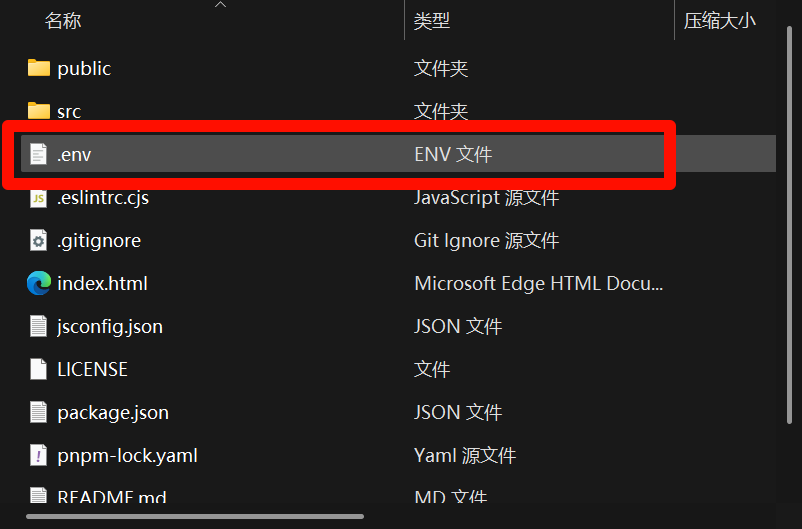 名称 类型 压缩大小
public 文件夹
src 文件夹
.env ENV 文件
.eslintrc.cjs JavaScript 源文件
.gitignore Git Ignore 源文件
index.html Microsoft Edge HTML Docu...
jsconfig.json JSON 文件
LICENSE 文件
package.json JSON 文件
pnpm-lock.yaml Yaml 源文件
README.md MD 文件